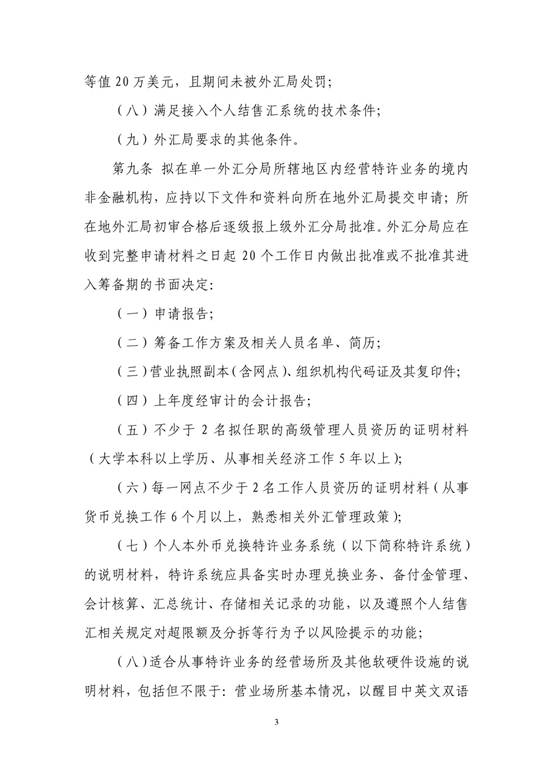 等值 20 万美元，且期间未被外汇局处罚；
（八）满足接入个人结售汇系统的技术条件；
（九）外汇局要求的其他条件。
第九条 拟在单一外汇分局所辖地区内经营特许业务的境内
非金融机构，应持以下文件和资料向所在地外汇局提交申请；所
在地外汇局初审合格后逐级报上级外汇分局批准。外汇分局应在
收到完整申请材料之日起 20 个工作日内做出批准或不批准其进
入筹备期的书面决定：
（一）申请报告；
（二）筹备工作方案及相关人员名单、简历；
（三）营业执照副本（含网点）、组织机构代码证及其复印件；
（四）上年度经审计的会计报告；
（五）不少于 2 名拟任职的高级管理人员资历的证明材料
（大学本科以上学历、从事相关经济工作 5 年以上）；
（六）每一网点不少于 2 名工作人员资历的证明材料（从事
货币兑换工作 6 个月以上，熟悉相关外汇管理政策）；
（七）个人本外币兑换特许业务系统（以下简称特许系统）
的说明材料，特许系统应具备实时办理兑换业务、备付金管理、
会计核算、汇总统计、存储相关记录的功能，以及遵照个人结售
汇相关规定对超限额及分拆等行为予以风险提示的功能；
（八）适合从事特许业务的经营场所及其他软硬件设施的说
明材料，包括但不限于：营业场所基本情况，以醒目中英文双语
3